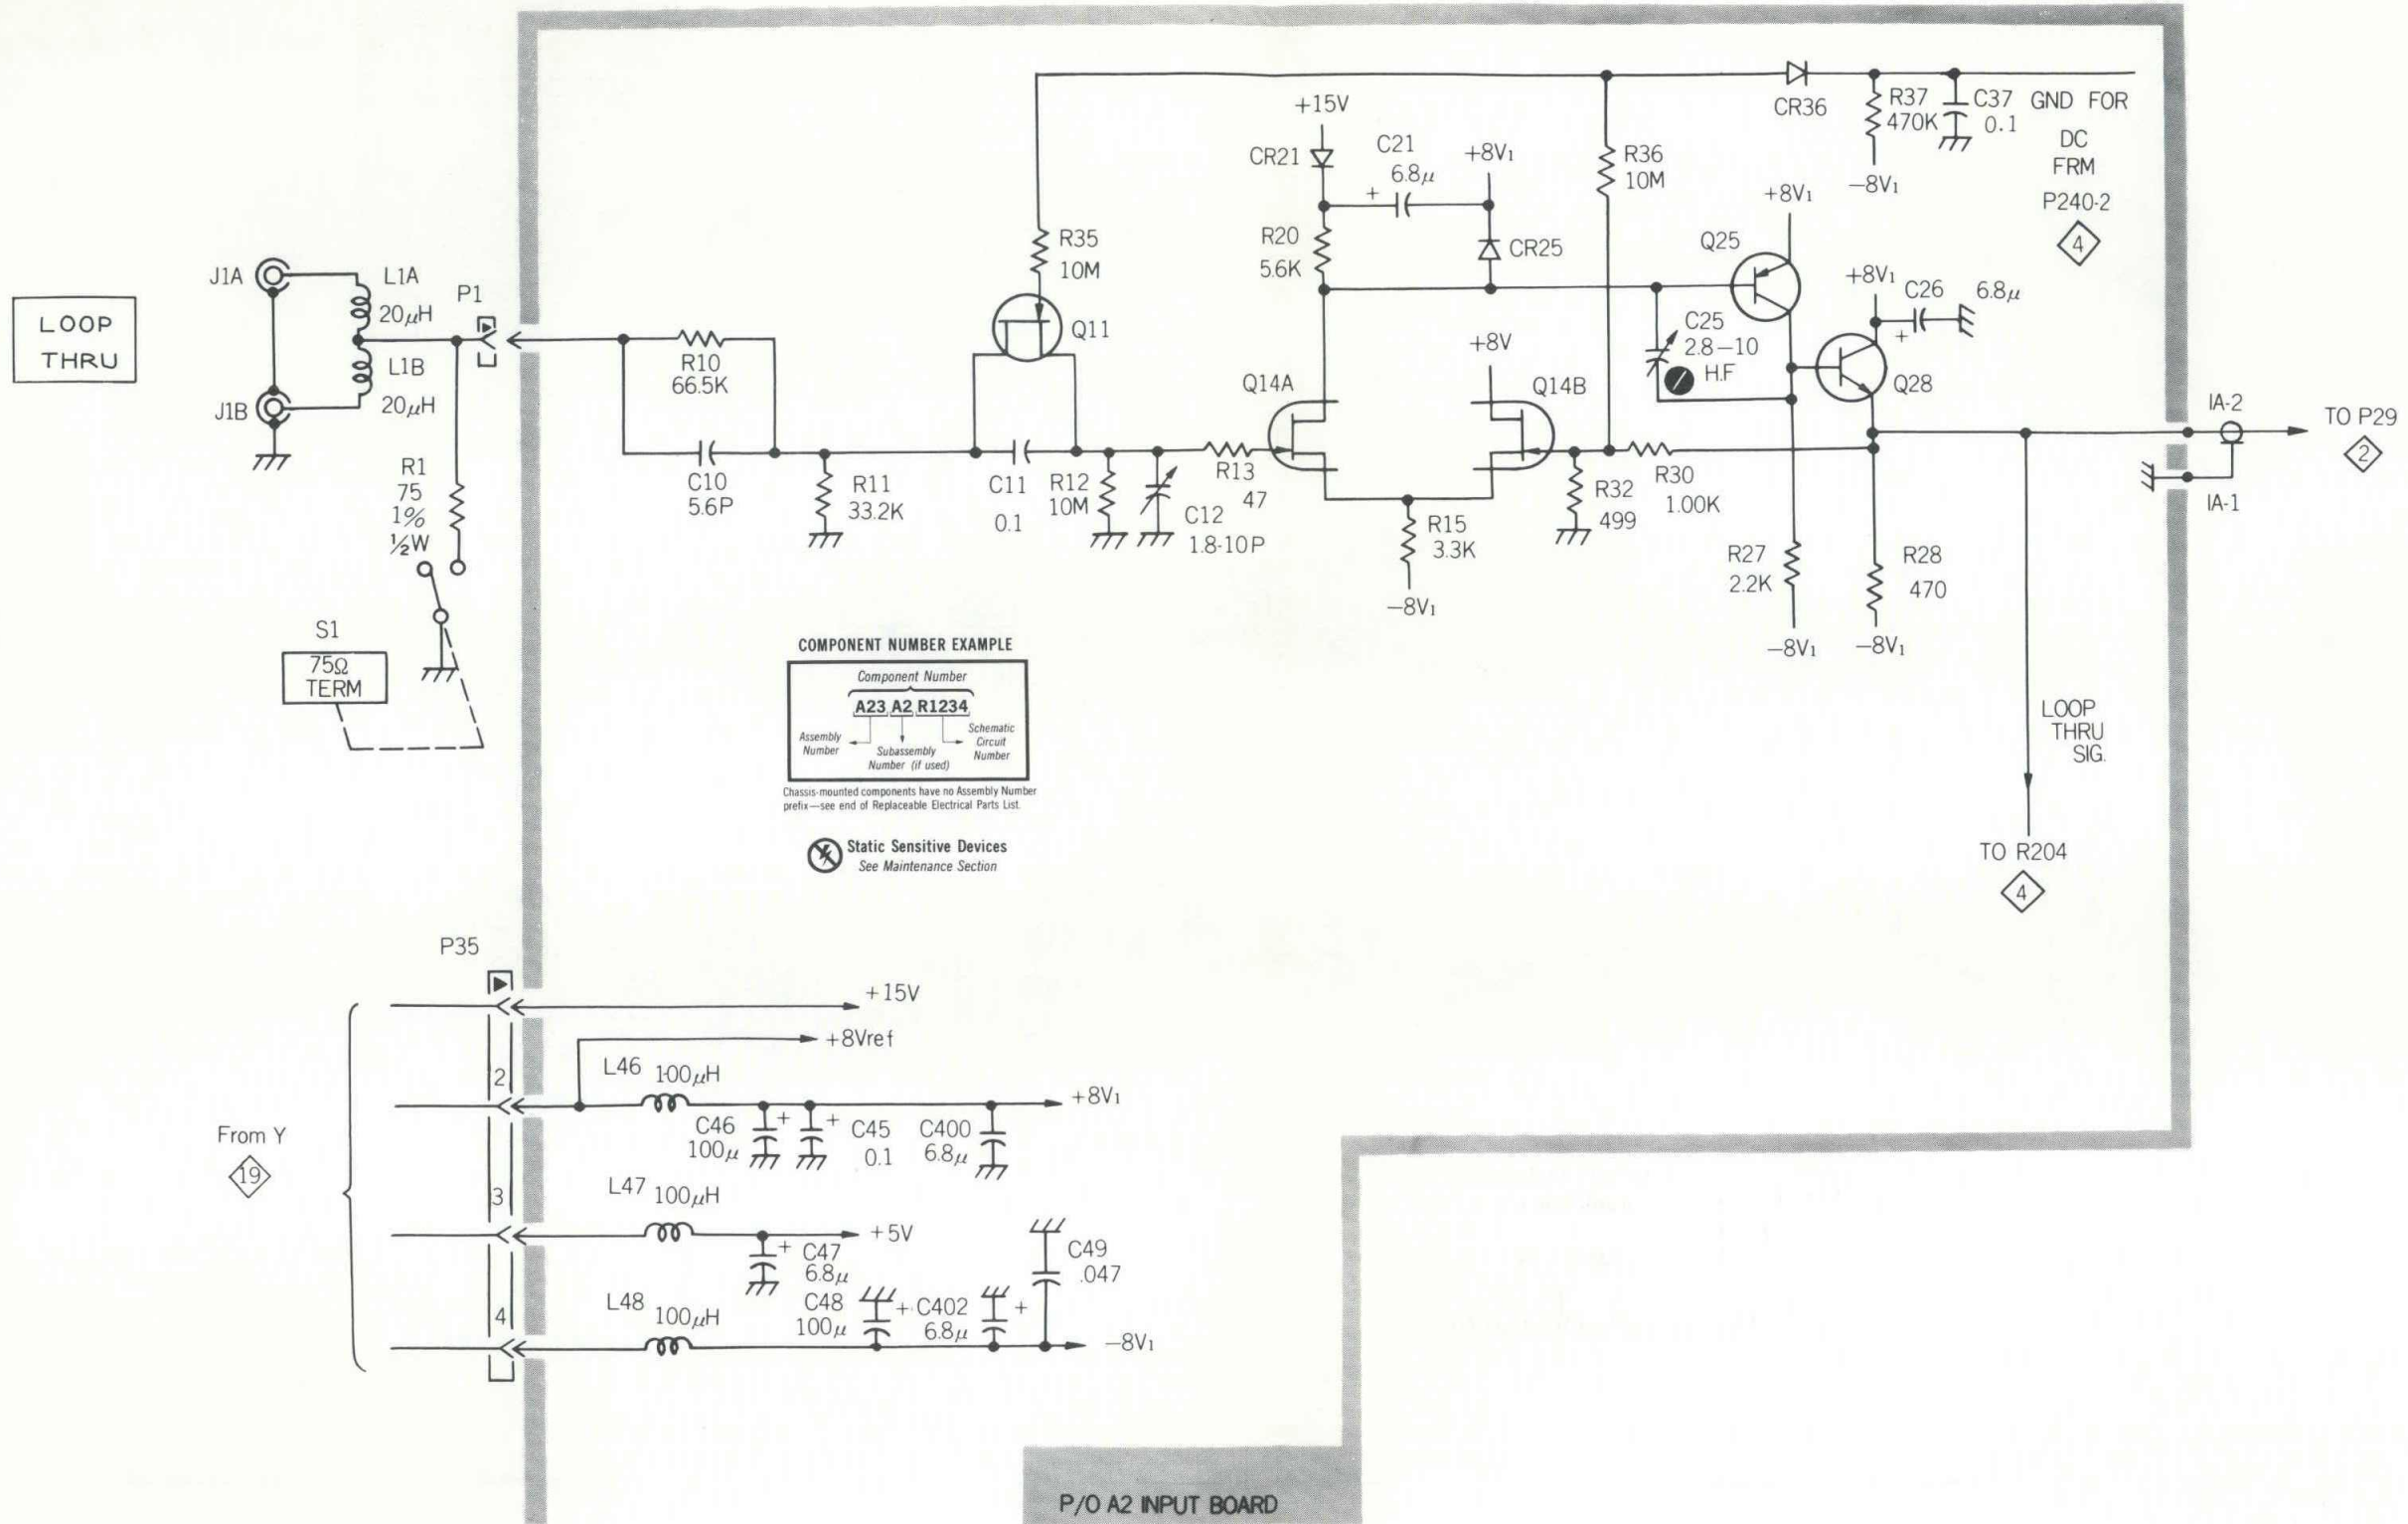 LOOP
THRU
J1A
J1B
L1A
20μH
L1B
20μH
P1
R1
75
1%
½W
S1
75Ω
TERM
R10
66.5K
C10
5.6P
R11
33.2K
R35
10M
Q11
C11
0.1
R12
10M
C12
1.8-10P
R13
47
+15V
CR21
C21
6.8μ
+
+8V₁
R20
5.6K
CR25
Q14A
+8V
Q14B
R15
3.3K
−8V₁
R36
10M
R32
499
R30
1.00K
C25
2.8–10
H.F
Q25
+8V₁
+8V₁
C26
6.8μ
+
Q28
CR36
R37
470K
−8V₁
C37
0.1
GND FOR
DC
FRM
P240-2
4
R27
2.2K
−8V₁
R28
470
−8V₁
IA-2
IA-1
TO P29
2
LOOP
THRU
SIG.
TO R204
4
COMPONENT NUMBER EXAMPLE
Component Number
A23 A2 R1234
Assembly
Number
Subassembly
Number (if used)
Schematic
Circuit
Number
Chassis-mounted components have no Assembly Number
prefix—see end of Replaceable Electrical Parts List.
Static Sensitive Devices
See Maintenance Section
P35
+15V
+8Vref
2
L46 100μH
+8V₁
C46
100μ
+
+
C45
0.1
C400
6.8μ
From Y
19
3
L47 100μH
+5V
+
C47
6.8μ
4
L48 100μH
C48
100μ
+
C402
6.8μ
+
C49
.047
−8V₁
P/O A2 INPUT BOARD